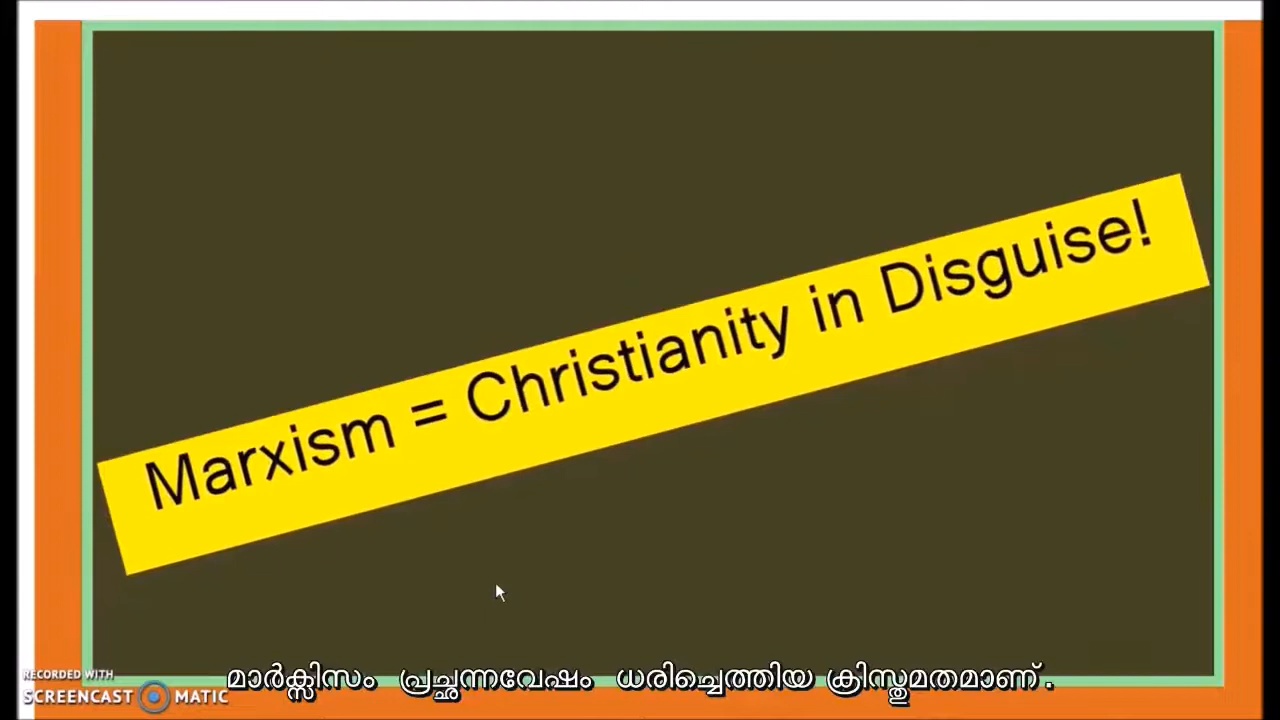 Marxism = Christianity in Disguise!
RECORDED WITH
SCREENCAST MATIC
മാർക്സിസം പ്രച്ഛന്നവേഷം ധരിച്ചെത്തിയ ക്രിസ്തുമതമാണ്.